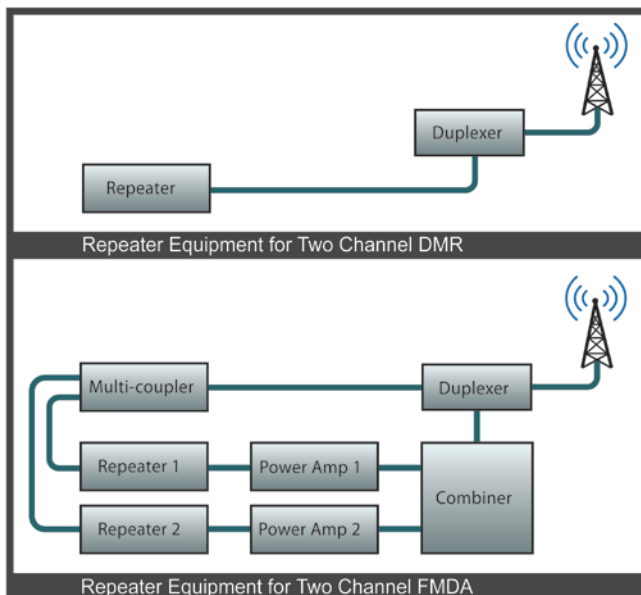 Duplexer
Repeater
Repeater Equipment for Two Channel DMR
Multi-coupler
Duplexer
Repeater 1
Power Amp 1
Combiner
Repeater 2
Power Amp 2
Repeater Equipment for Two Channel FMDA